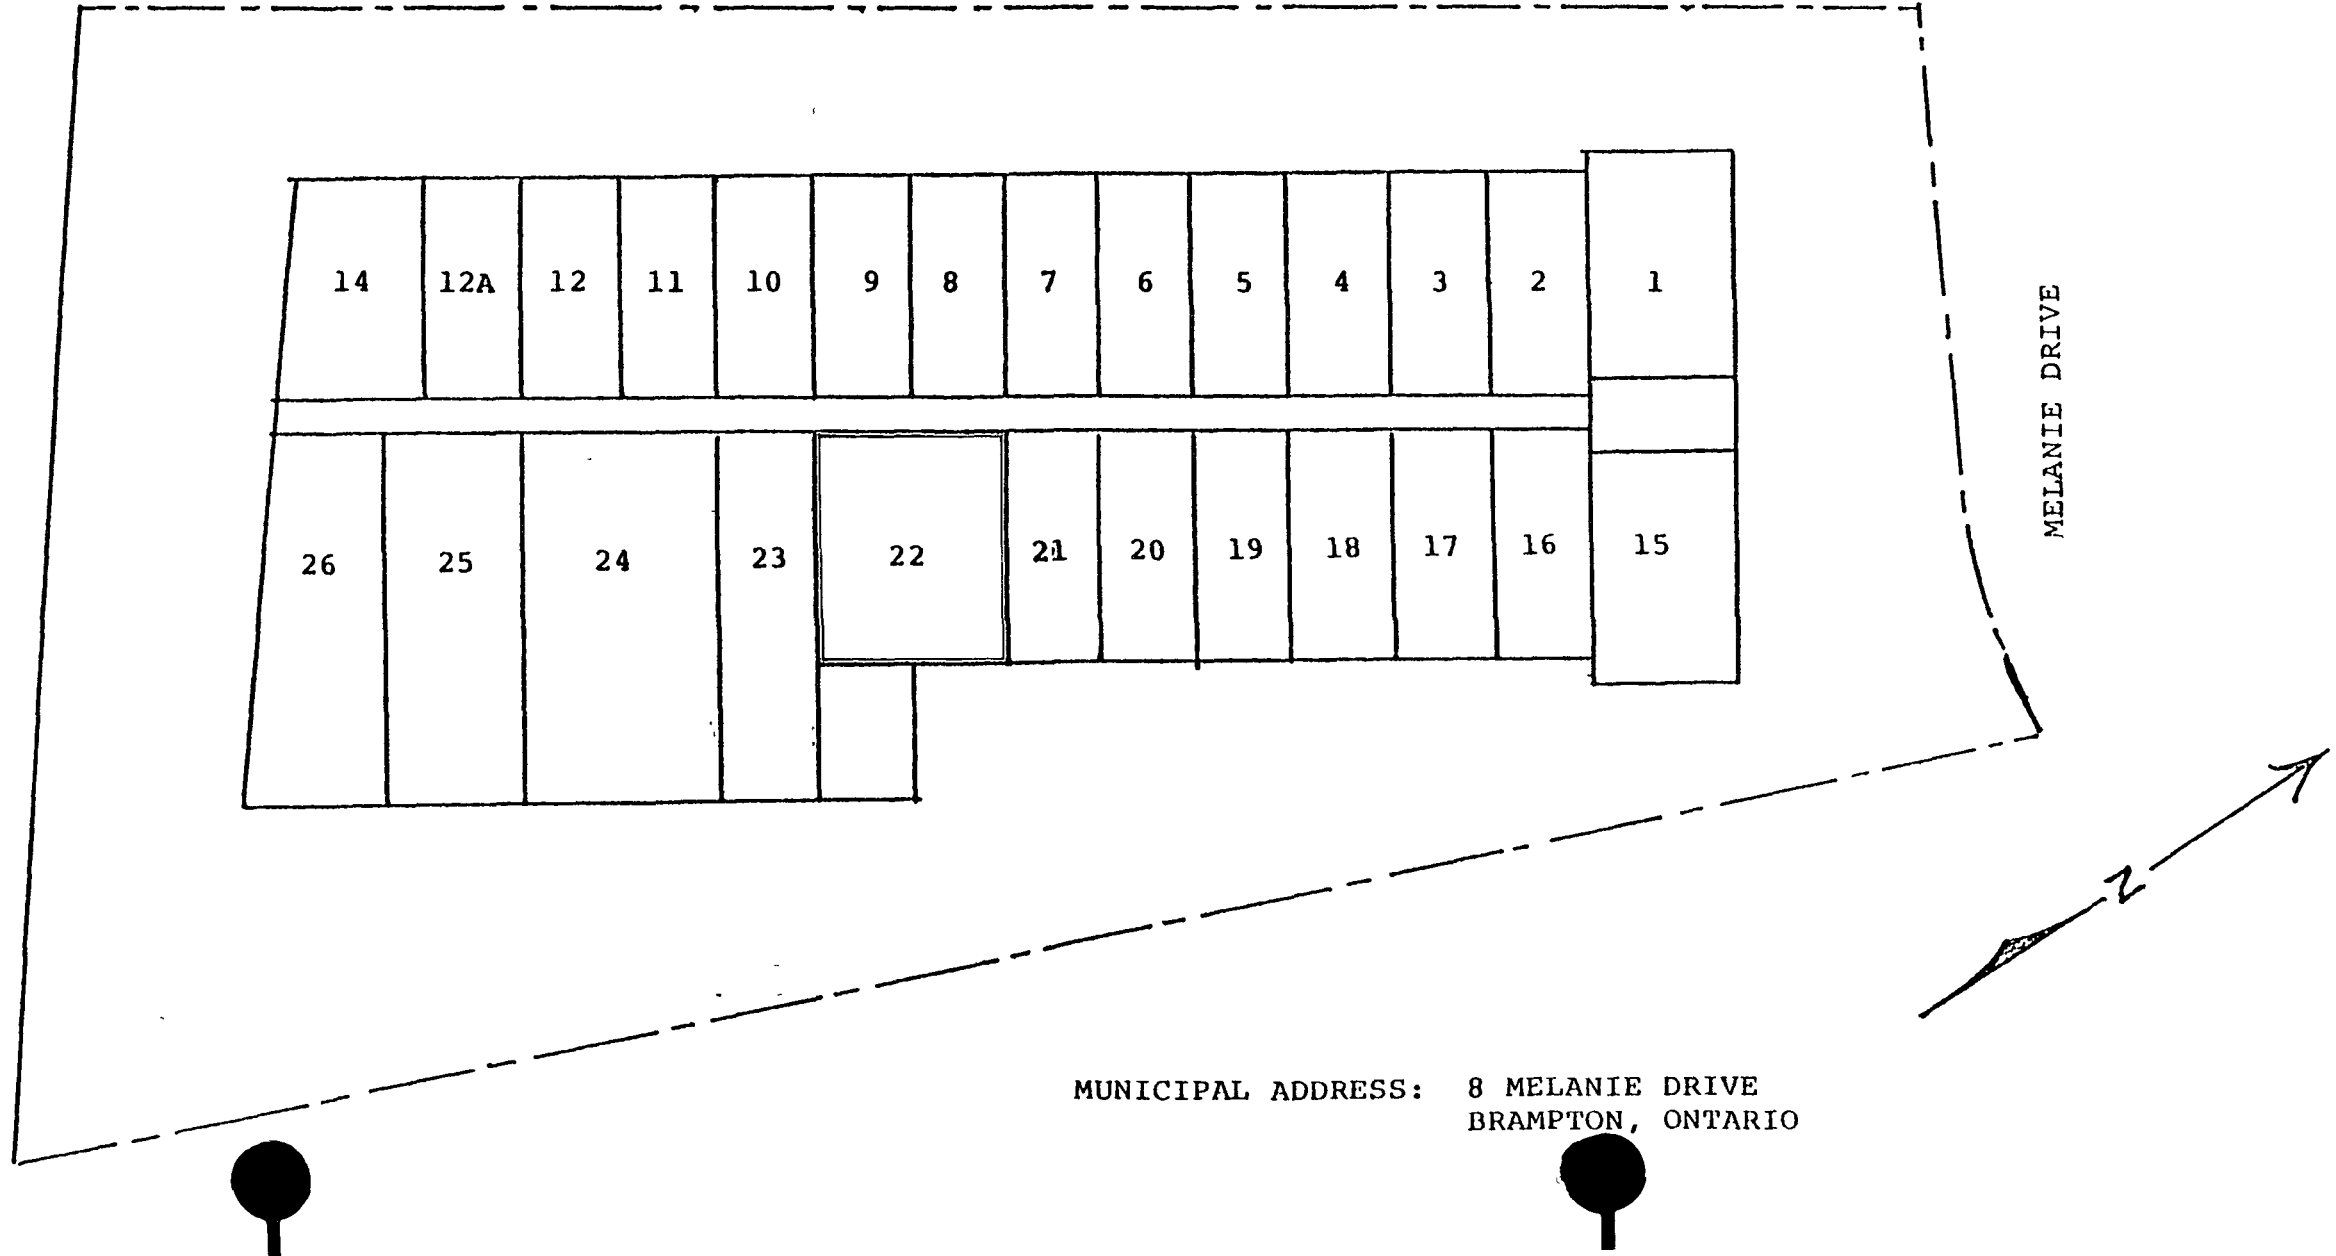 14 12A 12 11 10 9 8 7 6 5 4 3 2 1
MELANIE DRIVE
26 25 24 23 22 21 20 19 18 17 16 15
N
MUNICIPAL ADDRESS: 8 MELANIE DRIVE
BRAMPTON, ONTARIO